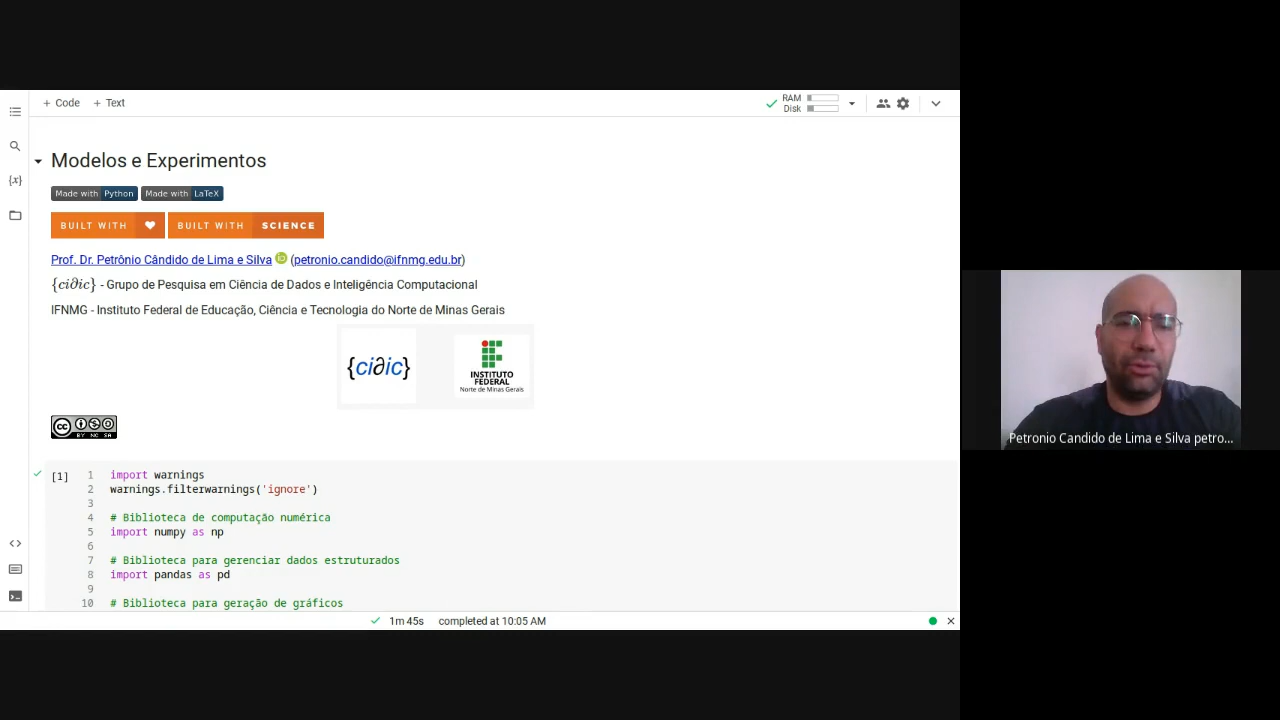 + Code + Text
RAM
Disk
Modelos e Experimentos
Made with Python Made with LaTeX
BUILT WITH BUILT WITH SCIENCE
Prof. Dr. Petrônio Cândido de Lima e Silva iD (petronio.candido@ifnmg.edu.br)
{ci∂ic} - Grupo de Pesquisa em Ciência de Dados e Inteligência Computacional
IFNMG - Instituto Federal de Educação, Ciência e Tecnologia do Norte de Minas Gerais
{ci∂ic}
INSTITUTO
FEDERAL
Norte de Minas Gerais
cc BY NC SA
[1] 1 import warnings
2 warnings.filterwarnings('ignore')
3
4 # Biblioteca de computação numérica
5 import numpy as np
6
7 # Biblioteca para gerenciar dados estruturados
8 import pandas as pd
9
10 # Biblioteca para geração de gráficos
1m 45s completed at 10:05 AM
Petronio Candido de Lima e Silva petro...